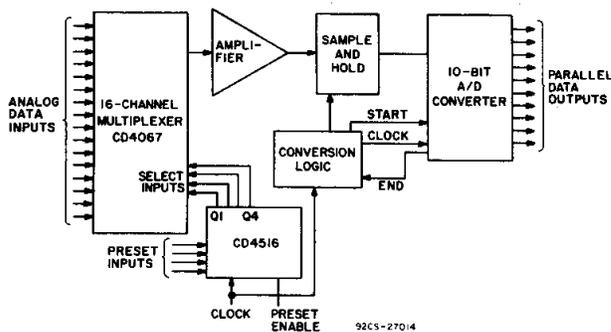 ANALOG
DATA
INPUTS
16-CHANNEL
MULTIPLEXER
CD4067
SELECT
INPUTS
AMPLI-
FIER
SAMPLE
AND
HOLD
10-BIT
A/D
CONVERTER
PARALLEL
DATA
OUTPUTS
START
CLOCK
CONVERSION
LOGIC
END
Q1 Q4
CD4516
PRESET
INPUTS
CLOCK
PRESET
ENABLE
92CS-27014